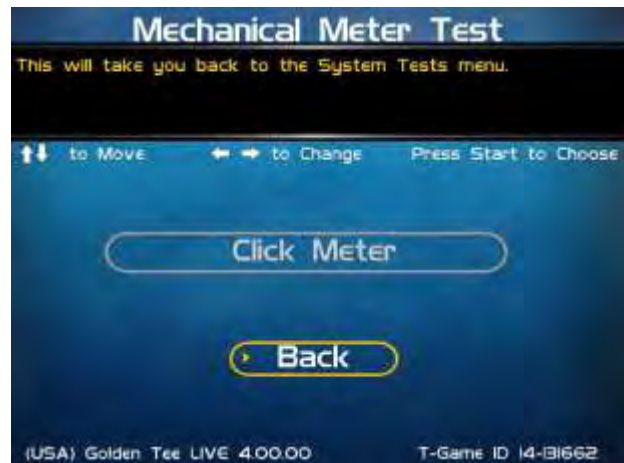 Mechanical Meter Test
This will take you back to the System Tests menu.
to Move to Change Press Start to Choose
Click Meter
Back
(USA) Golden Tee LIVE 4.00.00 T-Game ID 14-131662